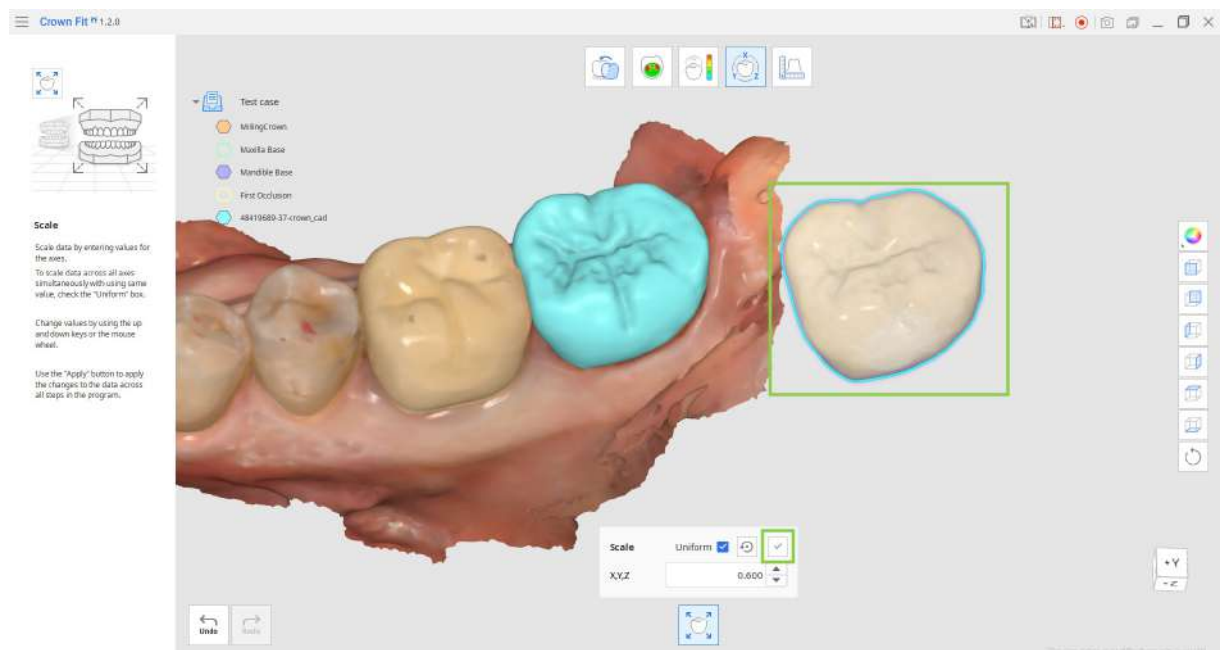 Crown Fit 1.2.0
Test case
MillingCrown
Maxilla Base
Mandible Base
First Occlusion
48419689-37-crown_cad
Scale
Scale data by entering values for
the axes.
To scale data across all axes
simultaneously with using same
value, check the "Uniform" box.
Change values by using the up
and down keys or the mouse
wheel.
Use the "Apply" button to apply
the changes to the data across
all steps in the program.
X
Y
Z
Scale
Uniform
X,Y,Z
0.600
Undo
Redo
+Y
-Z